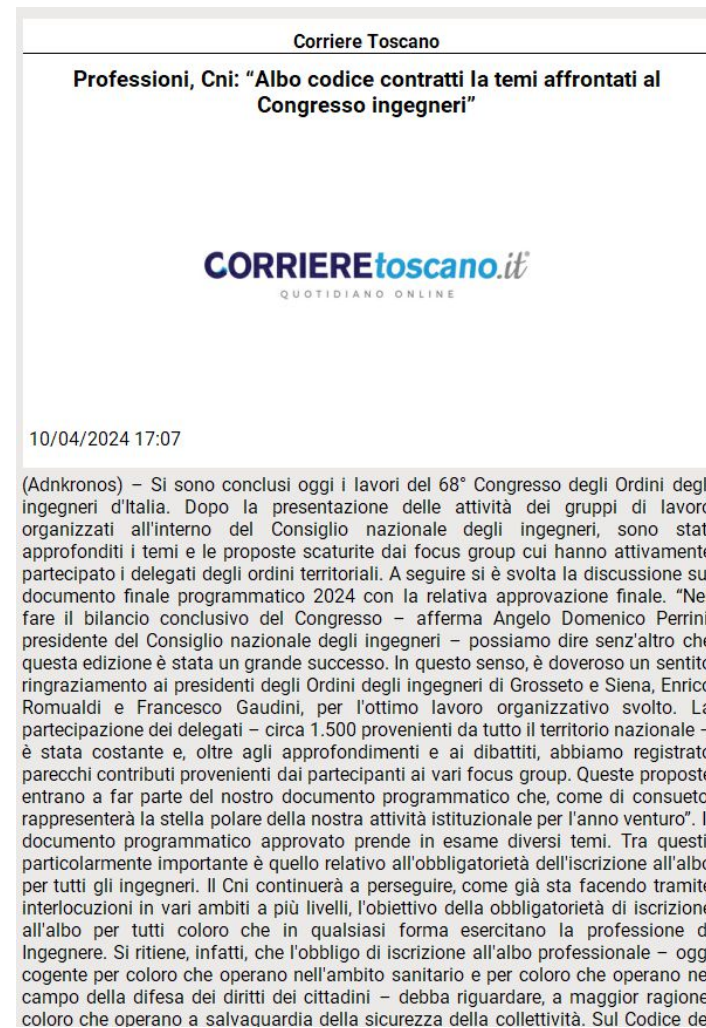 Corriere Toscano
Professioni, Cni: “Albo codice contratti Ia temi affrontati al
Congresso ingegneri”
CORRIEREtoscano.it
QUOTIDIANO ONLINE
10/04/2024 17:07
(Adnkronos) – Si sono conclusi oggi i lavori del 68° Congresso degli Ordini degl
ingegneri d'Italia. Dopo la presentazione delle attività dei gruppi di lavoro
organizzati all'interno del Consiglio nazionale degli ingegneri, sono stat
approfonditi i temi e le proposte scaturite dai focus group cui hanno attivamente
partecipato i delegati degli ordini territoriali. A seguire si è svolta la discussione su
documento finale programmatico 2024 con la relativa approvazione finale. “Ne
fare il bilancio conclusivo del Congresso – afferma Angelo Domenico Perrini
presidente del Consiglio nazionale degli ingegneri – possiamo dire senz'altro che
questa edizione è stata un grande successo. In questo senso, è doveroso un sentito
ringraziamento ai presidenti degli Ordini degli ingegneri di Grosseto e Siena, Enrico
Romualdi e Francesco Gaudini, per l'ottimo lavoro organizzativo svolto. La
partecipazione dei delegati – circa 1.500 provenienti da tutto il territorio nazionale –
è stata costante e, oltre agli approfondimenti e ai dibattiti, abbiamo registrato
parecchi contributi provenienti dai partecipanti ai vari focus group. Queste proposte
entrano a far parte del nostro documento programmatico che, come di consueto
rappresenterà la stella polare della nostra attività istituzionale per l'anno venturo”. I
documento programmatico approvato prende in esame diversi temi. Tra questi
particolarmente importante è quello relativo all'obbligatorietà dell'iscrizione all'albo
per tutti gli ingegneri. Il Cni continuerà a perseguire, come già sta facendo tramite
interlocuzioni in vari ambiti a più livelli, l'obiettivo della obbligatorietà di iscrizione
all'albo per tutti coloro che in qualsiasi forma esercitano la professione d
Ingegnere. Si ritiene, infatti, che l'obbligo di iscrizione all'albo professionale – ogg
cogente per coloro che operano nell'ambito sanitario e per coloro che operano ne
campo della difesa dei diritti dei cittadini – debba riguardare, a maggior ragione
coloro che operano a salvaguardia della sicurezza della collettività. Sul Codice de